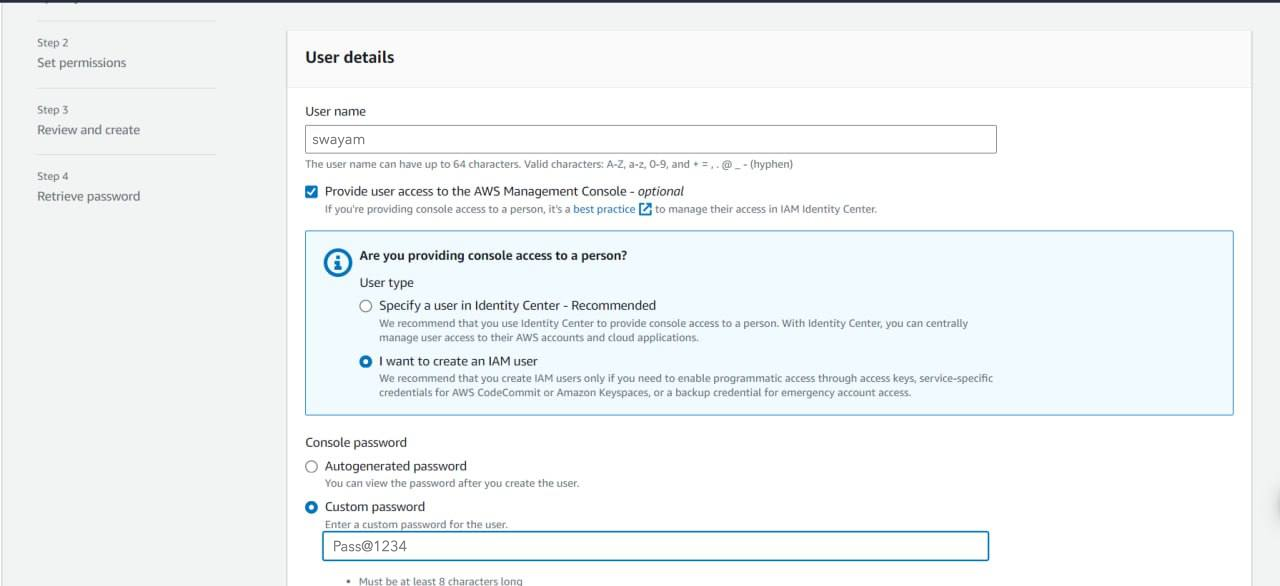 Step 2
Set permissions
Step 3
Review and create
Step 4
Retrieve password
User details
User name
swayam
The user name can have up to 64 characters. Valid characters: A-Z, a-z, 0-9, and + = , . @ _ - (hyphen)
Provide user access to the AWS Management Console - optional
If you're providing console access to a person, it's a best practice to manage their access in IAM Identity Center.
Are you providing console access to a person?
User type
Specify a user in Identity Center - Recommended
We recommend that you use Identity Center to provide console access to a person. With Identity Center, you can centrally
manage user access to their AWS accounts and cloud applications.
I want to create an IAM user
We recommend that you create IAM users only if you need to enable programmatic access through access keys, service-specific
credentials for AWS CodeCommit or Amazon Keyspaces, or a backup credential for emergency account access.
Console password
Autogenerated password
You can view the password after you create the user.
Custom password
Enter a custom password for the user.
Pass@1234
• Must be at least 8 characters long